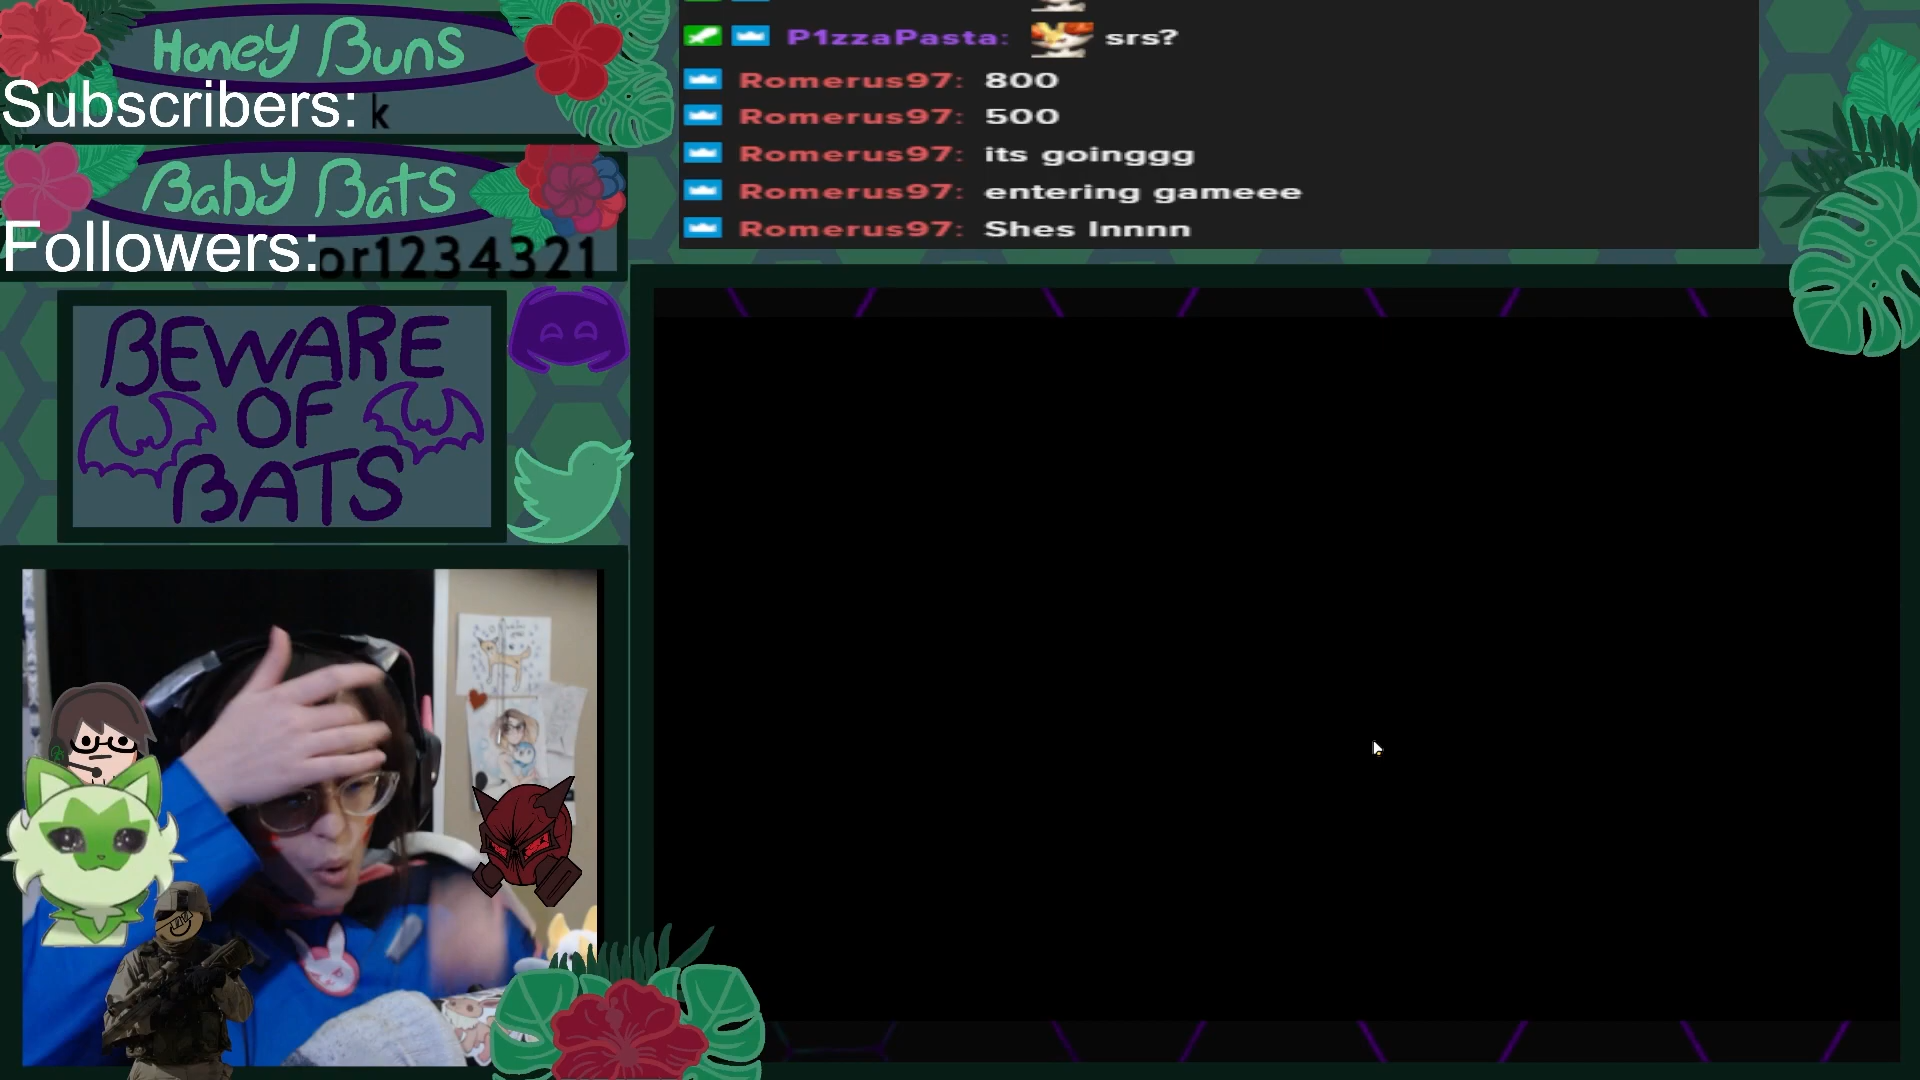 Honey Buns
Subscribers: k
Baby Bats
Followers:or1234321
BEWARE
OF
BATS
P1zzaPasta: srs?
Romerus97: 800
Romerus97: 500
Romerus97: its goinggg
Romerus97: entering gameee
Romerus97: Shes Innnn